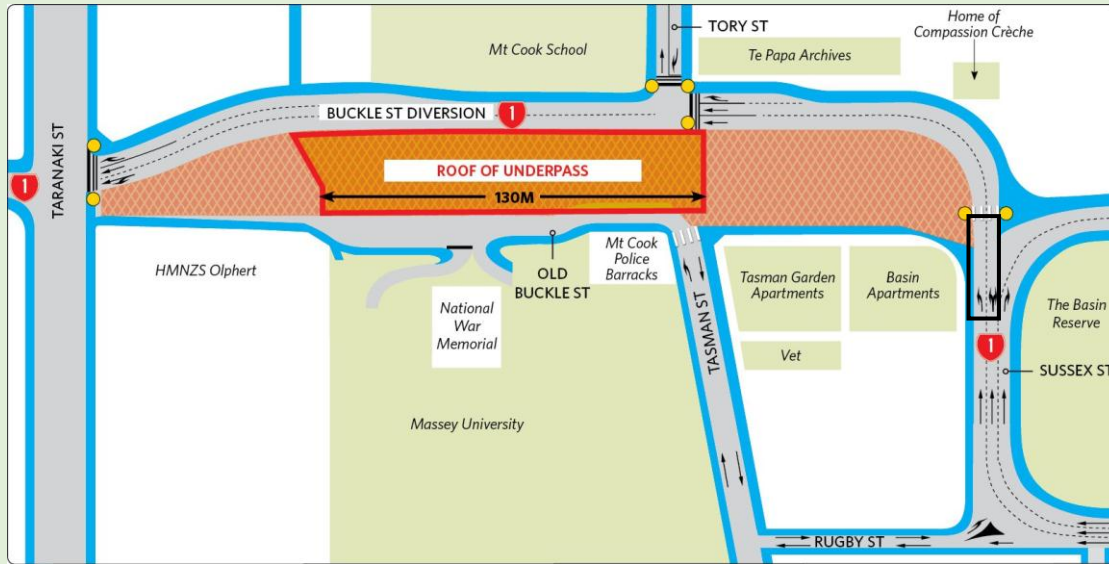 TORY ST
Home of
Compassion Crèche
Mt Cook School
Te Papa Archives
BUCKLE ST DIVERSION
1
TARANAKI ST
1
ROOF OF UNDERPASS
130M
HMNZS Olphert
OLD
BUCKLE ST
Mt Cook
Police
Barracks
National
War
Memorial
TASMAN ST
Tasman Garden
Apartments
Basin
Apartments
The Basin
Reserve
Vet
1
SUSSEX ST
Massey University
RUGBY ST